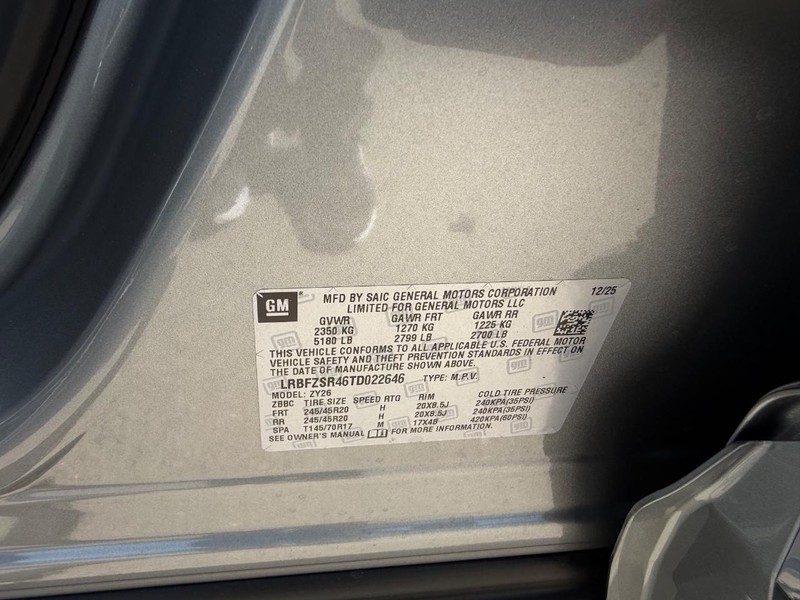 GM
MFD BY SAIC GENERAL MOTORS CORPORATION 12/25
LIMITED FOR GENERAL MOTORS LLC
GVWR GAWR FRT GAWR RR
2350 KG 1270 KG 1225 KG
5180 LB 2799 LB 2700 LB
THIS VEHICLE CONFORMS TO ALL APPLICABLE U.S. FEDERAL MOTOR
VEHICLE SAFETY AND THEFT PREVENTION STANDARDS IN EFFECT ON
THE DATE OF MANUFACTURE SHOWN ABOVE.
LRBFZSR46TD022646 TYPE: M.P.V.
MODEL: ZY26
ZBBC TIRE SIZE SPEED RTG RIM COLD TIRE PRESSURE
FRT 245/45R20 H 20X8.5J 240KPA(35PSI)
RR 245/45R20 H 20X8.5J 240KPA(35PSI)
SPA T145/70R17 M 17X4B 420KPA(60PSI)
SEE OWNER'S MANUAL FOR MORE INFORMATION.